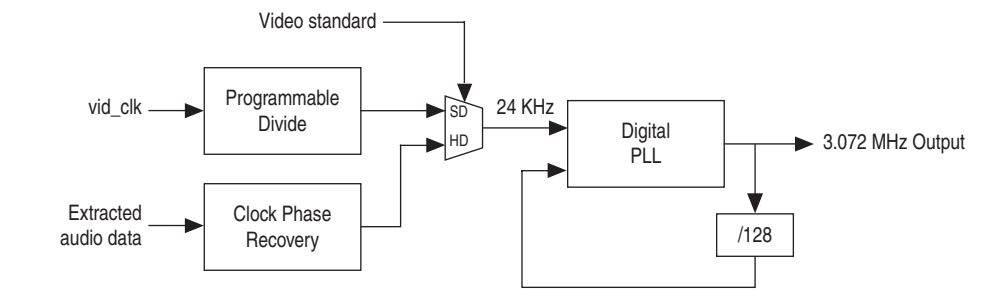 Video standard
vid_clk
Programmable
Divide
SD
HD
24 KHz
Digital
PLL
3.072 MHz Output
Extracted
audio data
Clock Phase
Recovery
/128